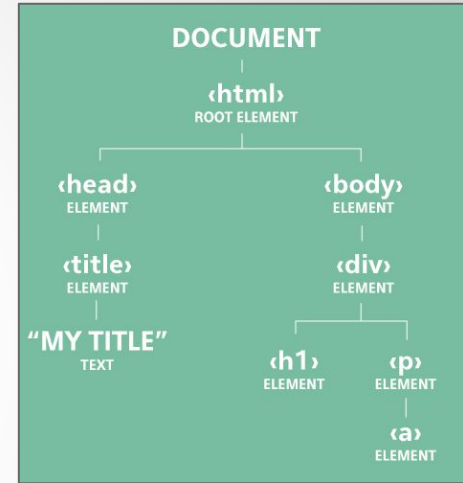 DOCUMENT
‹html›
ROOT ELEMENT
‹head› ‹body›
ELEMENT ELEMENT
‹title› ‹div›
ELEMENT ELEMENT
“MY TITLE”
TEXT
‹h1› ‹p›
ELEMENT ELEMENT
‹a›
ELEMENT